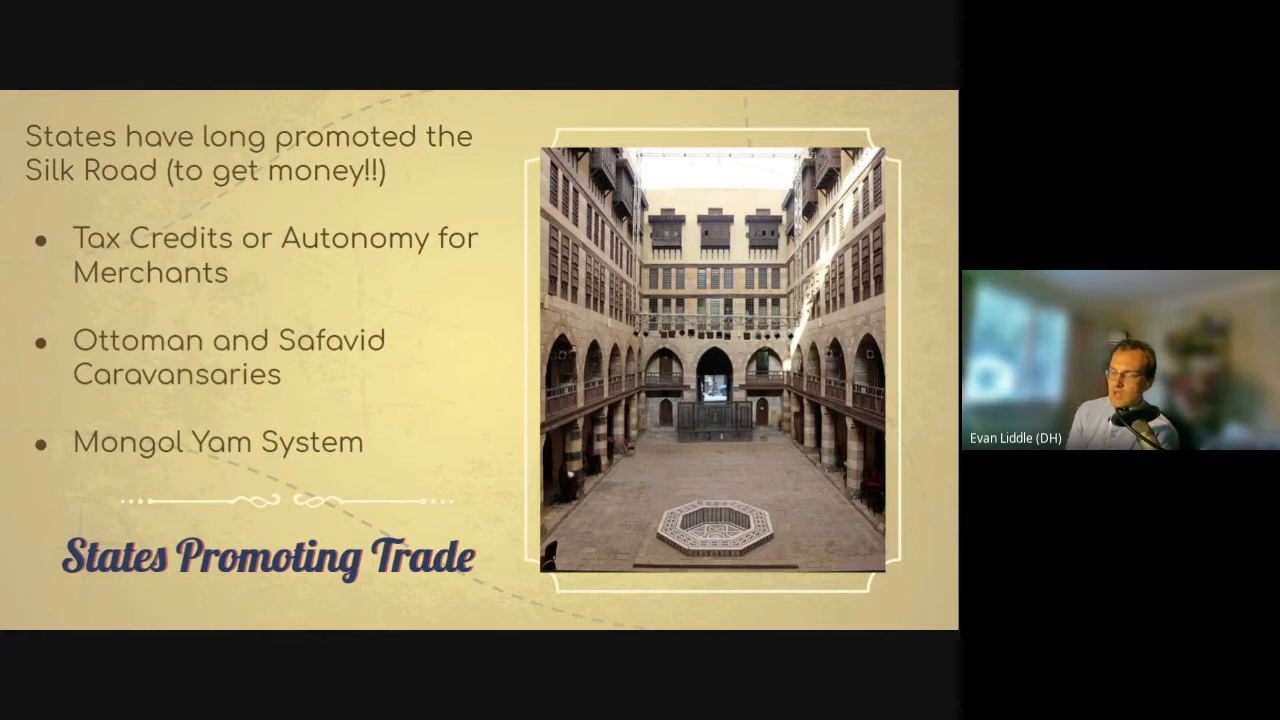 States have long promoted the
Silk Road (to get money!!)
● Tax Credits or Autonomy for
Merchants
● Ottoman and Safavid
Caravansaries
● Mongol Yam System
States Promoting Trade
Evan Liddle (DH)